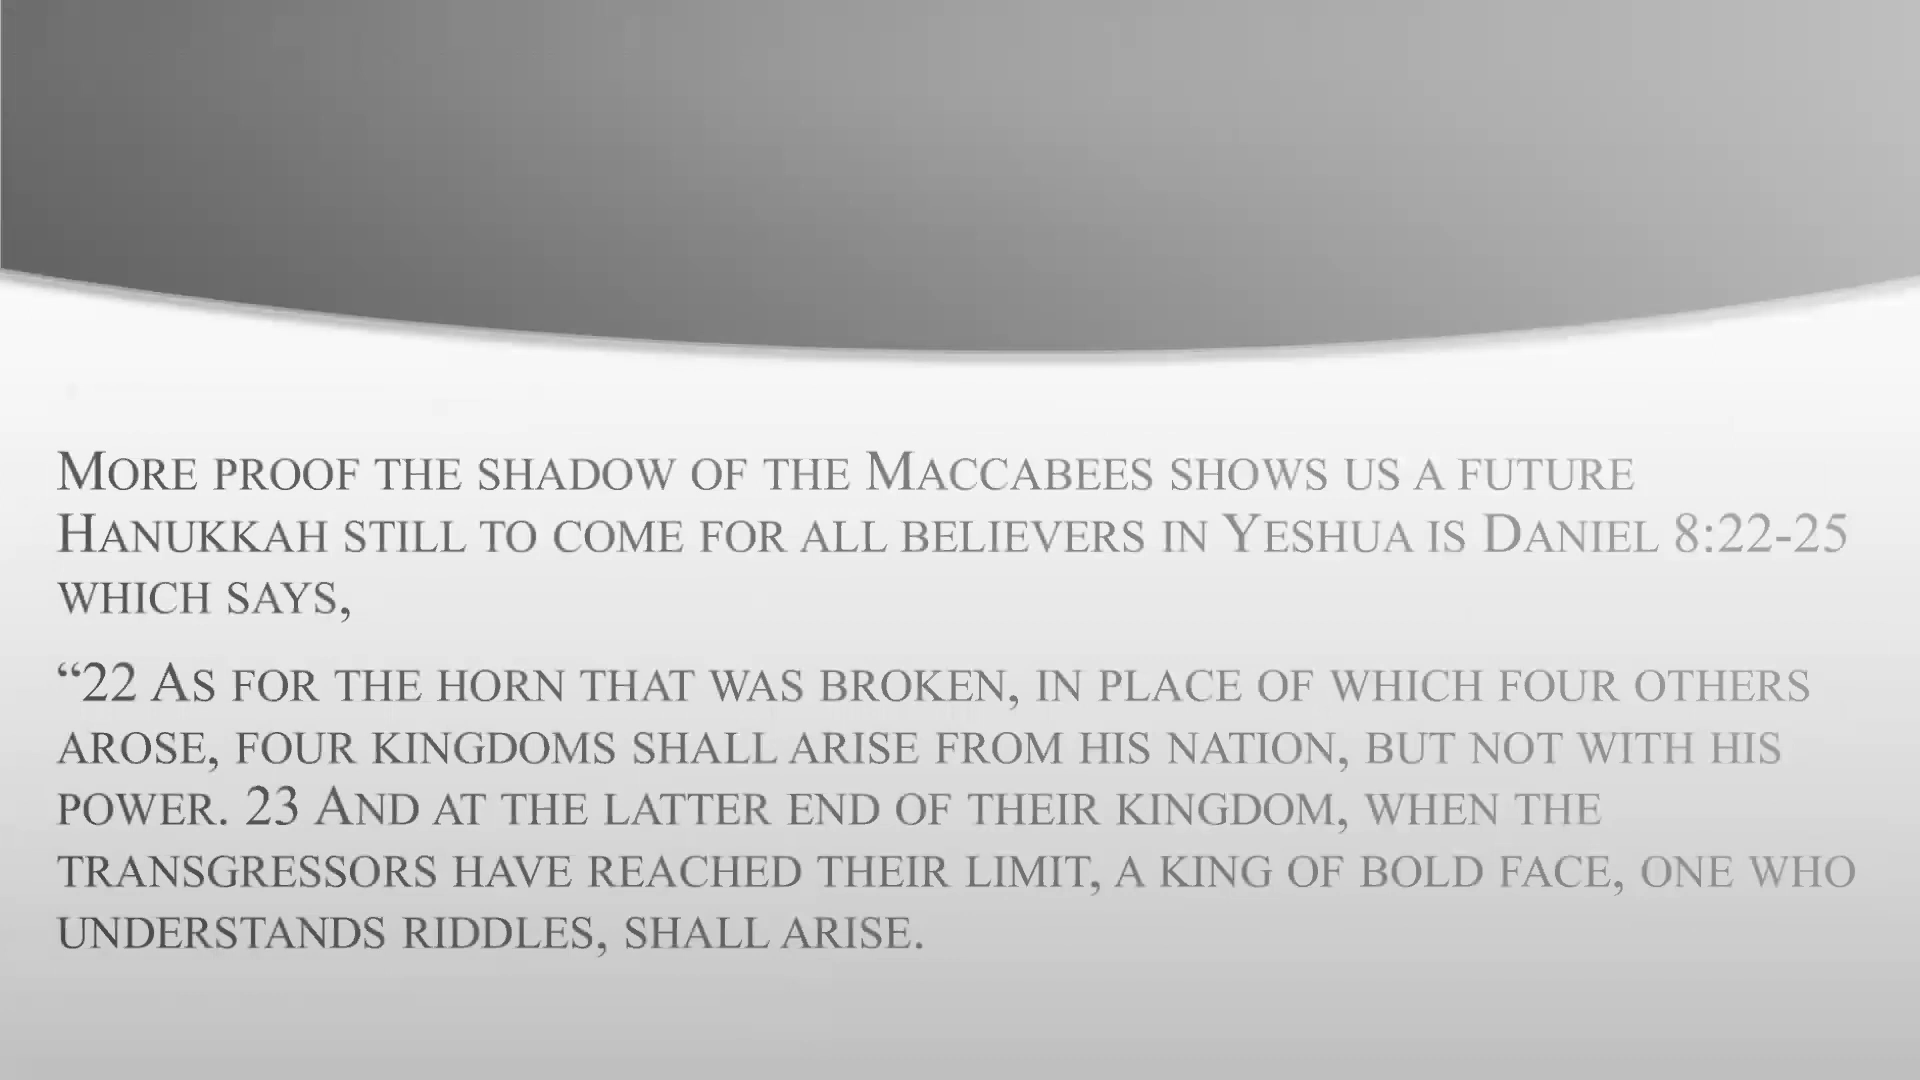 More proof the shadow of the Maccabees shows us a future
Hanukkah still to come for all believers in Yeshua is Daniel 8:22-25
which says,
“22 As for the horn that was broken, in place of which four others
arose, four kingdoms shall arise from his nation, but not with his
power. 23 And at the latter end of their kingdom, when the
transgressors have reached their limit, a king of bold face, one who
understands riddles, shall arise.